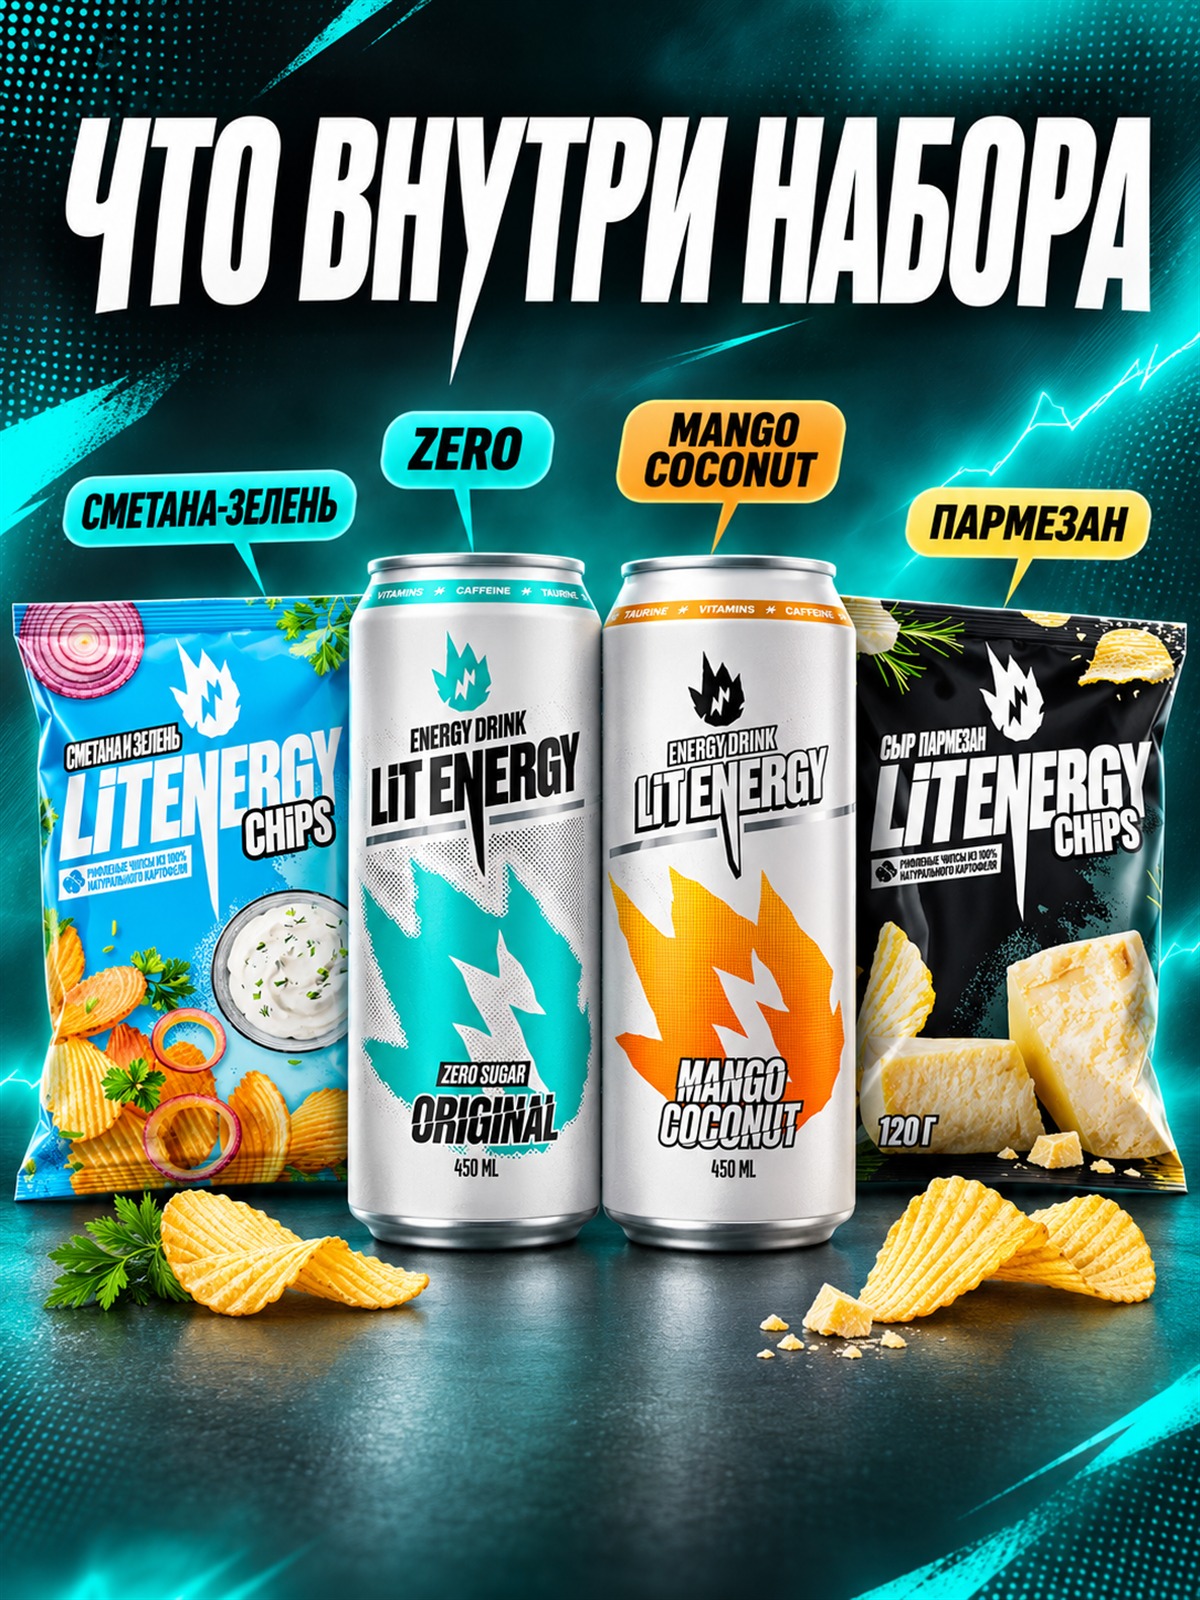 ЧТО ВНУТРИ НАБОРА
ZERO
MANGO
COCONUT
СМЕТАНА-ЗЕЛЕНЬ
ПАРМЕЗАН
СМЕТАНА И ЗЕЛЕНЬ
LiTENERGY
CHiPS
РИФЛЕНЫЕ ЧИПСЫ ИЗ 100%
НАТУРАЛЬНОГО КАРТОФЕЛЯ
VITAMINS * CAFFEINE * TAURINE
ENERGY DRINK
LiT ENERGY
ZERO SUGAR
ORIGINAL
450 ML
TAURINE * VITAMINS * CAFFEINE
ENERGY DRINK
LiT ENERGY
MANGO
COCONUT
450 ML
СЫР ПАРМЕЗАН
LiTENERGY
CHiPS
РИФЛЕНЫЕ ЧИПСЫ ИЗ 100%
НАТУРАЛЬНОГО КАРТОФЕЛЯ
120 Г